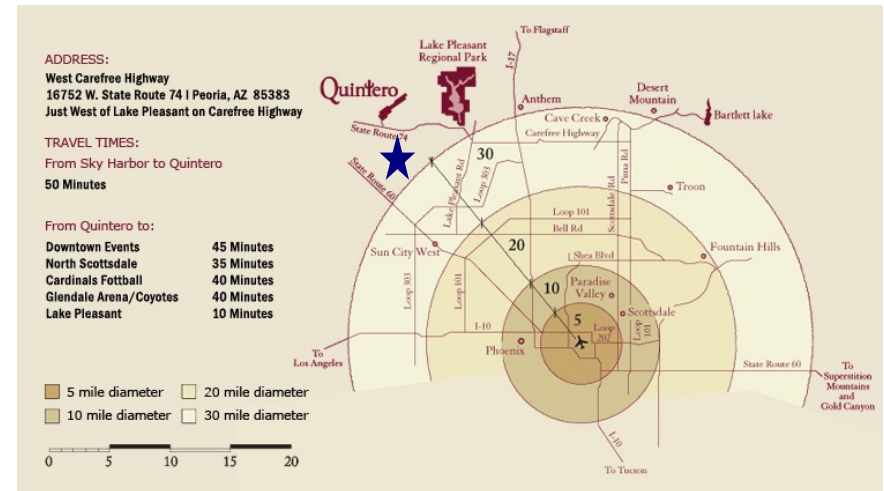 ADDRESS:
West Carefree Highway
16752 W. State Route 74 I Peoria, AZ 85383
Just West of Lake Pleasant on Carefree Highway
TRAVEL TIMES:
From Sky Harbor to Quintero
50 Minutes
From Quintero to:
Downtown Events 45 Minutes
North Scottsdale 35 Minutes
Cardinals Fottball 40 Minutes
Glendale Arena/Coyotes 40 Minutes
Lake Pleasant 10 Minutes
5 mile diameter 20 mile diameter
10 mile diameter 30 mile diameter
0 5 10 15 20
To Flagstaff
I-17
Lake Pleasant
Regional Park
Quintero
State Route 74
State Route 60
Anthem
Desert
Mountain
Bartlett lake
Cave Creek
Carefree Highway
30
Lake Pleasant Rd
Loop 303
Pima Rd
Scottsdale Rd
Troon
Loop 101
Bell Rd
20
Sun City West
Shea Blvd
Fountain Hills
Loop 303
Loop 101
10
Paradise
Valley
5
Scottsdale
Loop
202
Loop
101
I-10
Phoenix
To
Los Angeles
State Route 60
To
Superstition
Mountains
and
Gold Canyon
I-10
To Tucson